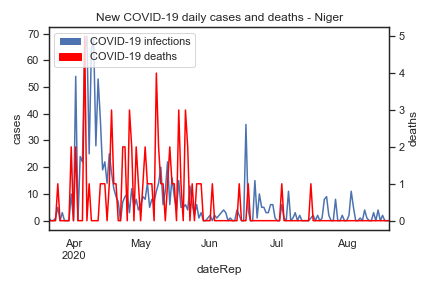 New COVID-19 daily cases and deaths - Niger
COVID-19 infections
COVID-19 deaths
cases
70
60
50
40
30
20
10
0
deaths
5
4
3
2
1
0
Apr
2020
May
Jun
Jul
Aug
dateRep